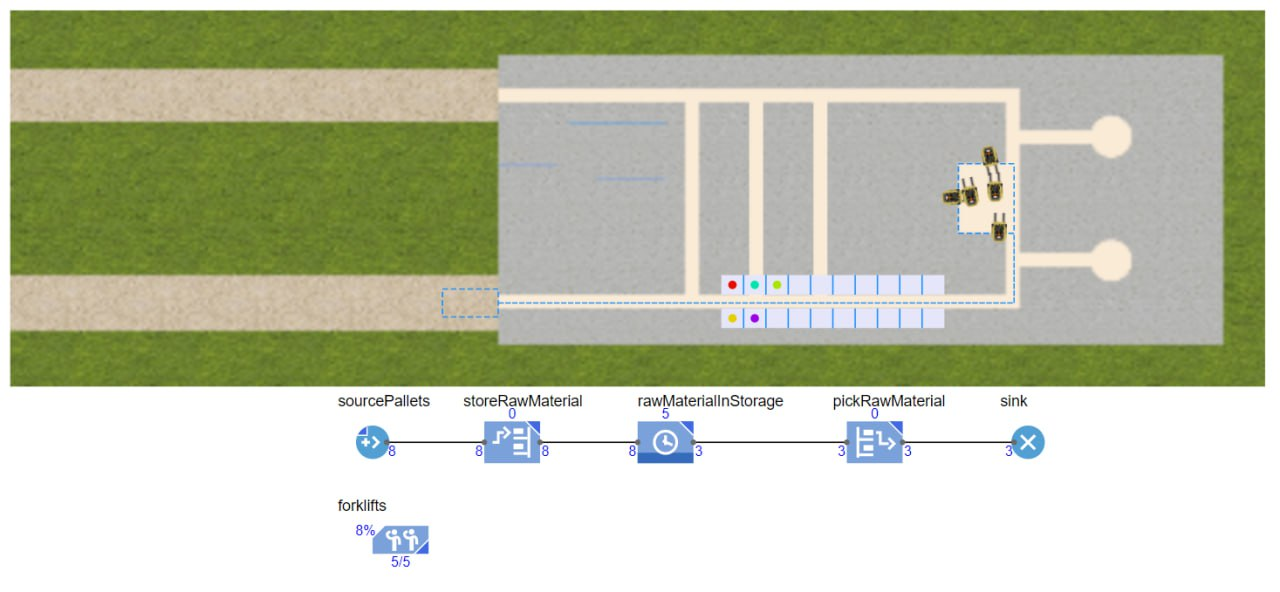 sourcePallets storeRawMaterial rawMaterialInStorage pickRawMaterial sink
0 5 0
8 8 8 8 3 3 3 3
forklifts
8%
5/5